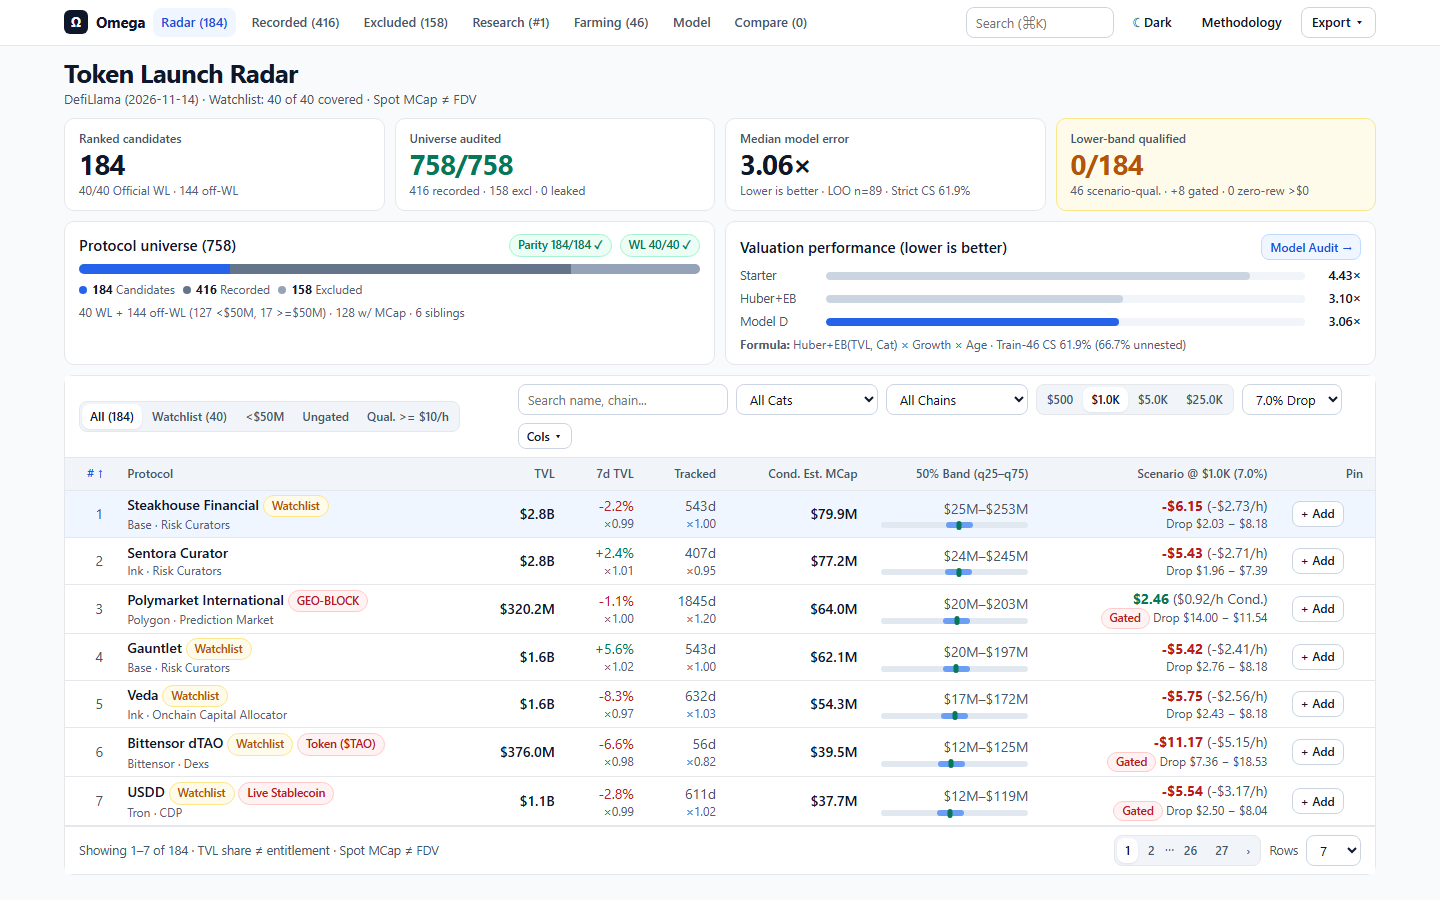 Ω Omega Radar (184) Recorded (416) Excluded (158) Research (#1) Farming (46) Model Compare (0) Search (⌘K) ☾ Dark Methodology Export ▾
Token Launch Radar
DefiLlama (2026-11-14) · Watchlist: 40 of 40 covered · Spot MCap ≠ FDV
Ranked candidates
184
40/40 Official WL · 144 off-WL
Universe audited
758/758
416 recorded · 158 excl · 0 leaked
Median model error
3.06×
Lower is better · LOO n=89 · Strict CS 61.9%
Lower-band qualified
0/184
46 scenario-qual. · +8 gated · 0 zero-rew >$0
Protocol universe (758) Parity 184/184 ✓ WL 40/40 ✓
184 Candidates 416 Recorded 158 Excluded
40 WL + 144 off-WL (127 <$50M, 17 >=$50M) · 128 w/ MCap · 6 siblings
Valuation performance (lower is better) Model Audit →
Starter 4.43×
Huber+EB 3.10×
Model D 3.06×
Formula: Huber+EB(TVL, Cat) × Growth × Age · Train-46 CS 61.9% (66.7% unnested)
All (184) Watchlist (40) <$50M Ungated Qual. >= $10/h Search name, chain... All Cats All Chains $500 $1.0K $5.0K $25.0K 7.0% Drop
Cols ▾
# ↑ Protocol TVL 7d TVL Tracked Cond. Est. MCap 50% Band (q25–q75) Scenario @ $1.0K (7.0%) Pin
1 Steakhouse Financial Watchlist $2.8B -2.2% 543d $79.9M $25M–$253M -$6.15 (-$2.73/h) + Add
Base · Risk Curators ×0.99 ×1.00 Drop $2.03 – $8.18
2 Sentora Curator $2.8B +2.4% 407d $77.2M $24M–$245M -$5.43 (-$2.71/h) + Add
Ink · Risk Curators ×1.01 ×0.95 Drop $1.96 – $7.39
3 Polymarket International GEO-BLOCK $320.2M -1.1% 1845d $64.0M $20M–$203M $2.46 ($0.92/h Cond.) + Add
Polygon · Prediction Market ×1.00 ×1.20 Gated Drop $14.00 – $11.54
4 Gauntlet Watchlist $1.6B +5.6% 543d $62.1M $20M–$197M -$5.42 (-$2.41/h) + Add
Base · Risk Curators ×1.02 ×1.00 Drop $2.76 – $8.18
5 Veda Watchlist $1.6B -8.3% 632d $54.3M $17M–$172M -$5.75 (-$2.56/h) + Add
Ink · Onchain Capital Allocator ×0.97 ×1.03 Drop $2.43 – $8.18
6 Bittensor dTAO Watchlist Token ($TAO) $376.0M -6.6% 56d $39.5M $12M–$125M -$11.17 (-$5.15/h) + Add
Bittensor · Dexs ×0.98 ×0.82 Gated Drop $7.36 – $18.53
7 USDD Watchlist Live Stablecoin $1.1B -2.8% 611d $37.7M $12M–$119M -$5.54 (-$3.17/h) + Add
Tron · CDP ×0.99 ×1.02 Gated Drop $2.50 – $8.04
Showing 1–7 of 184 · TVL share ≠ entitlement · Spot MCap ≠ FDV 1 2 ... 26 27 › Rows 7